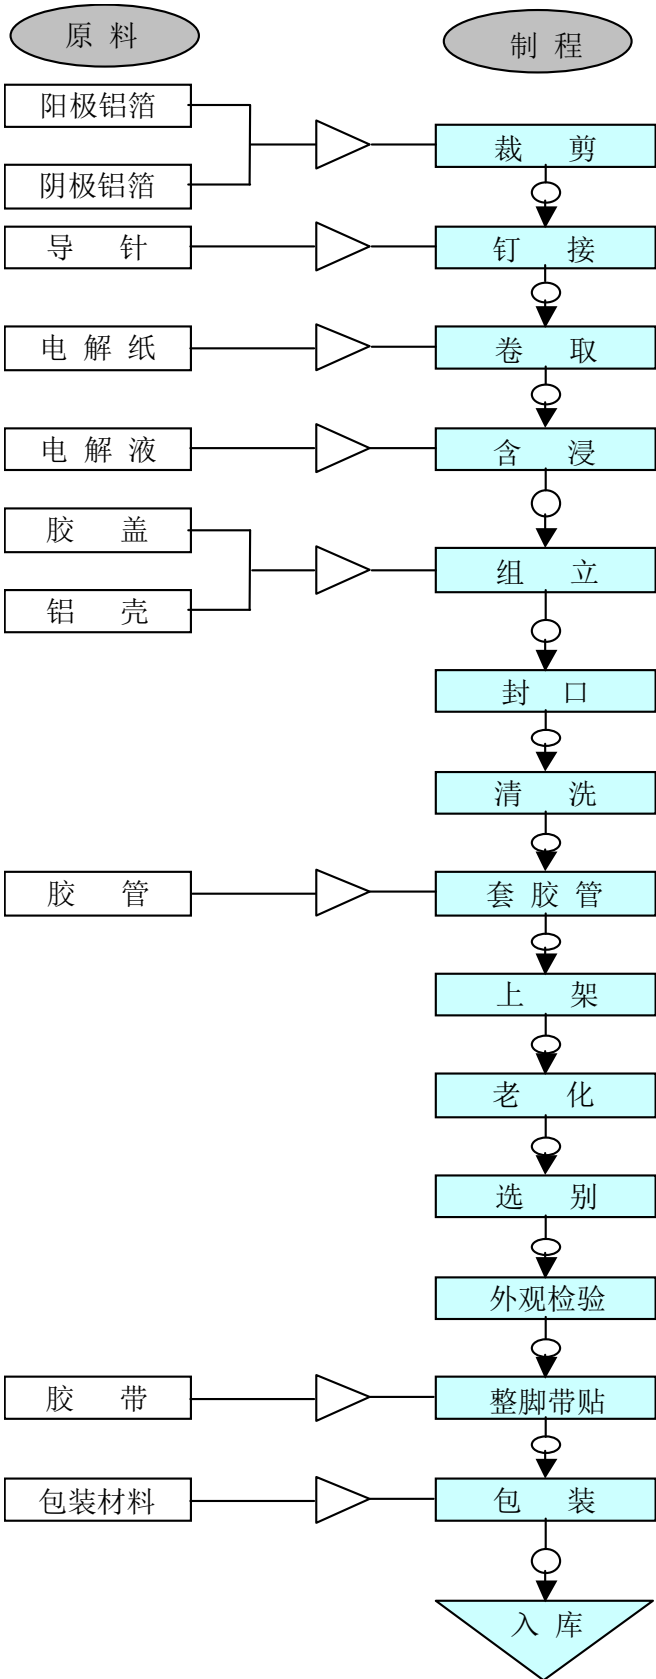 原 料
制 程
阳极铝箔
阴极铝箔
裁 剪
导 针
钉 接
电 解 纸
卷 取
电 解 液
含 浸
胶 盖
铝 壳
组 立
封 口
清 洗
胶 管
套 胶 管
上 架
老 化
选 别
外观检验
胶 带
整脚带贴
包装材料
包 装
入 库